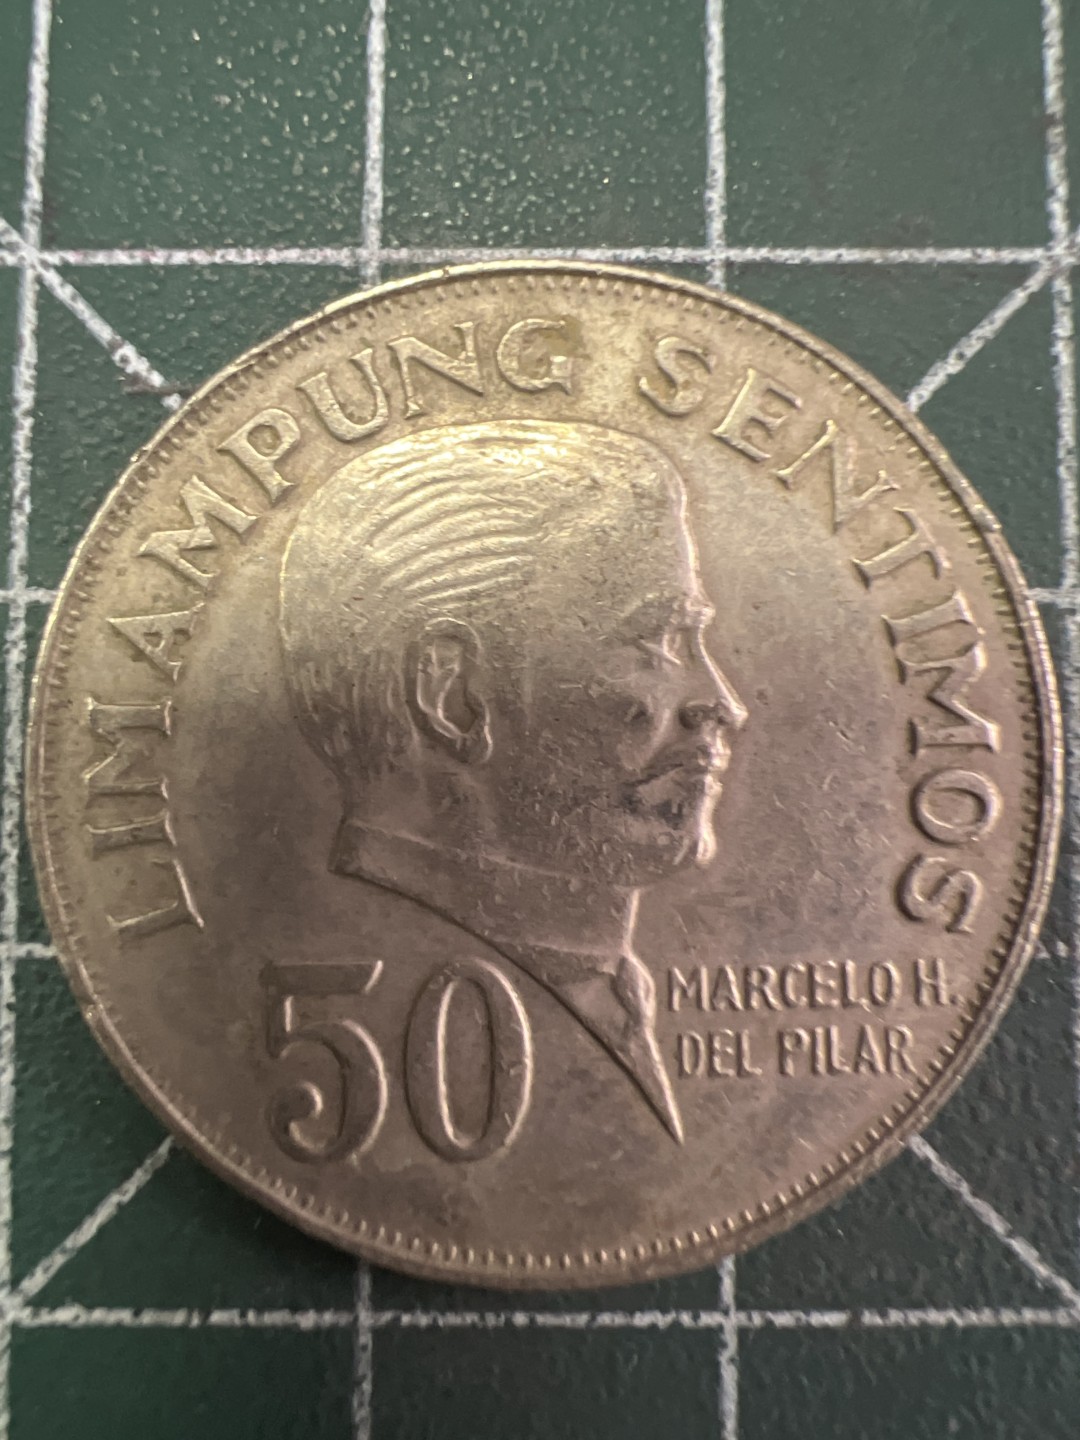 LIMAMPUNG SENTIMOS
50
MARCELO H.
DEL PILAR